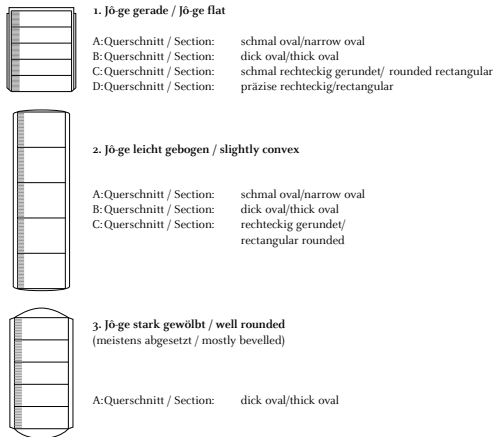 1. Jô-ge gerade / Jô-ge flat
A: Querschnitt / Section: schmal oval/narrow oval
B: Querschnitt / Section: dick oval/thick oval
C: Querschnitt / Section: schmal rechteckig gerundet/ rounded rectangular
D: Querschnitt / Section: präzise rechteckig/rectangular
2. Jô-ge leicht gebogen / slightly convex
A: Querschnitt / Section: schmal oval/narrow oval
B: Querschnitt / Section: dick oval/thick oval
C: Querschnitt / Section: rechteckig gerundet/
rectangular rounded
3. Jô-ge stark gewölbt / well rounded
(meistens abgesetzt / mostly bevelled)
A: Querschnitt / Section: dick oval/thick oval